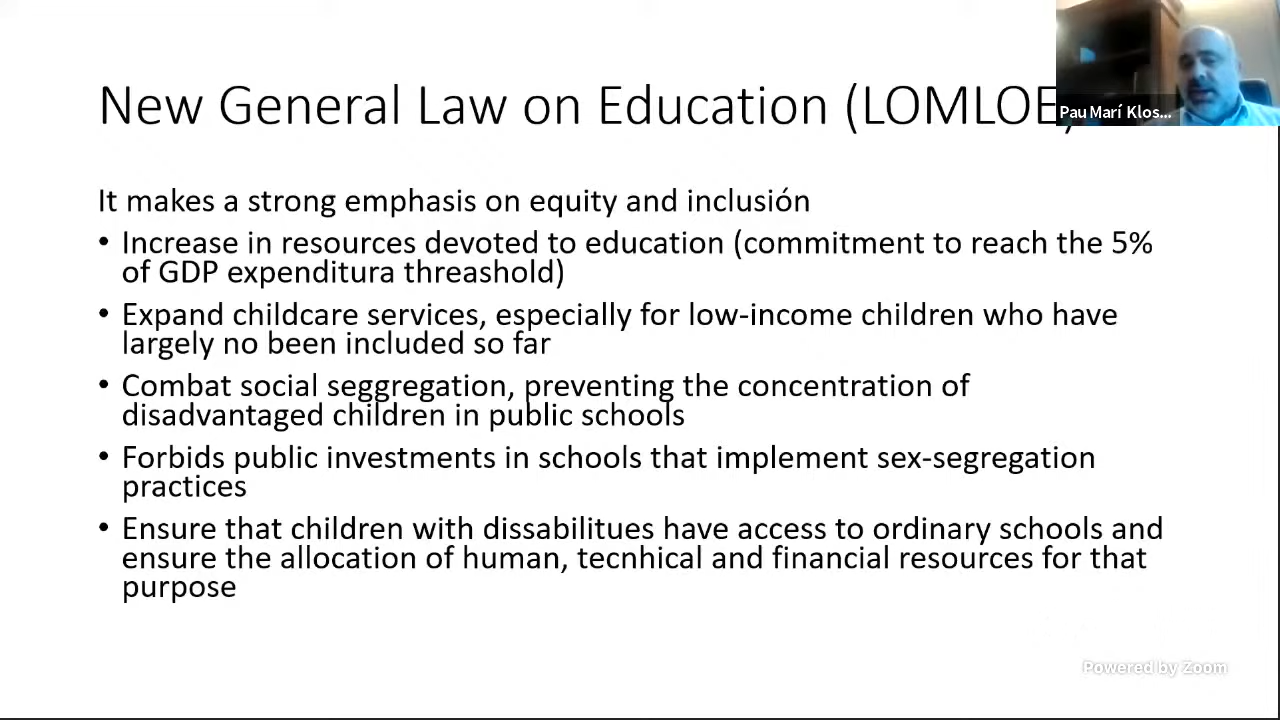 New General Law on Education (LOMLOE)
Pau Marí Klos...
It makes a strong emphasis on equity and inclusión
• Increase in resources devoted to education (commitment to reach the 5%
of GDP expenditura threashold)
• Expand childcare services, especially for low-income children who have
largely no been included so far
• Combat social seggregation, preventing the concentration of
disadvantaged children in public schools
• Forbids public investments in schools that implement sex-segregation
practices
• Ensure that children with dissabilitues have access to ordinary schools and
ensure the allocation of human, tecnhical and financial resources for that
purpose
Powered by Zoom